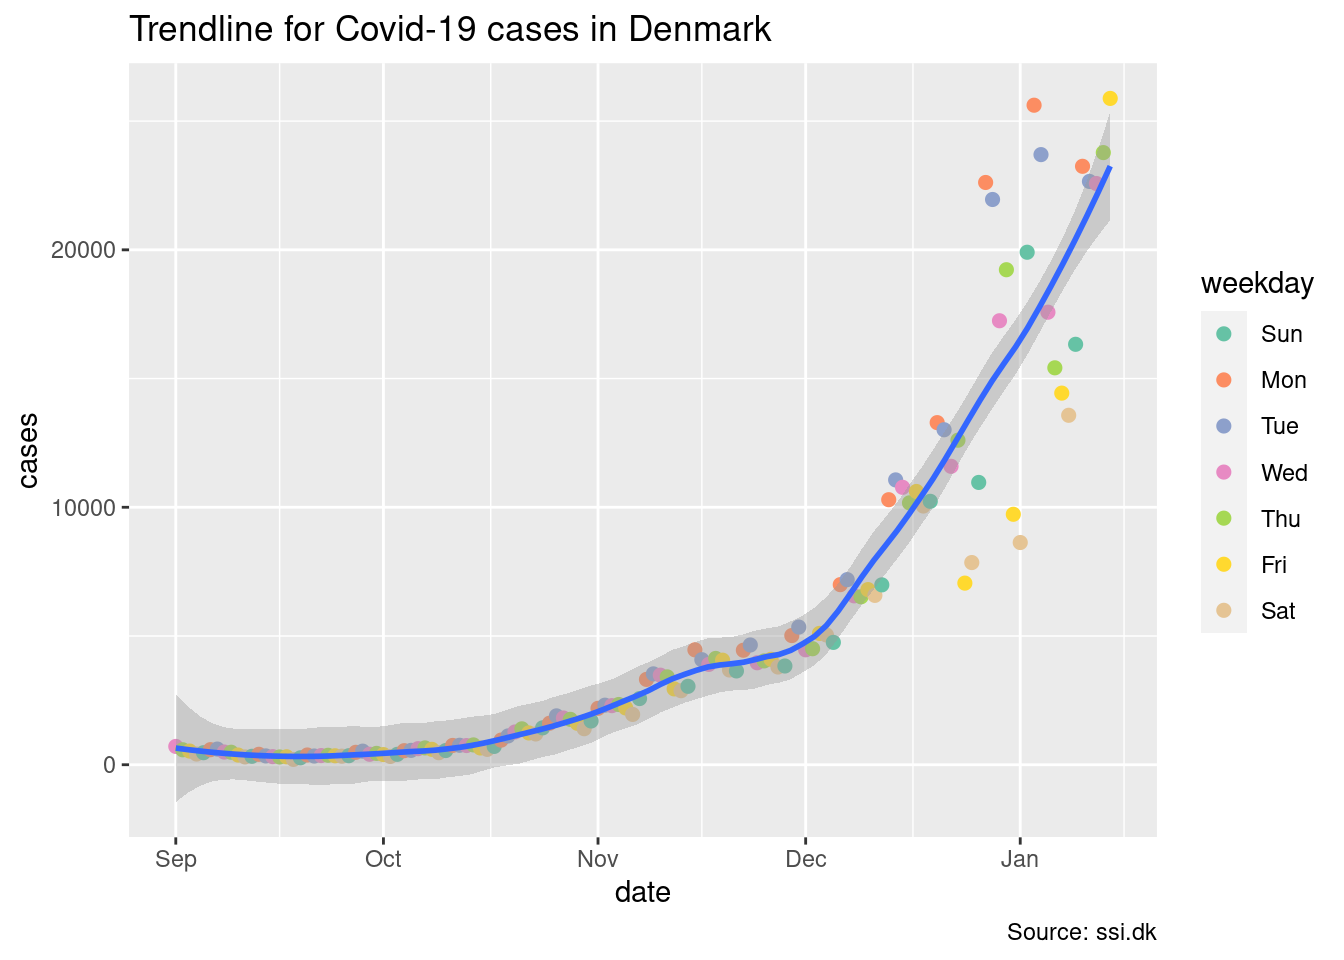 Trendline for Covid-19 cases in Denmark
20000
10000
0
cases
Sep Oct Nov Dec Jan
date
weekday
Sun
Mon
Tue
Wed
Thu
Fri
Sat
Source: ssi.dk